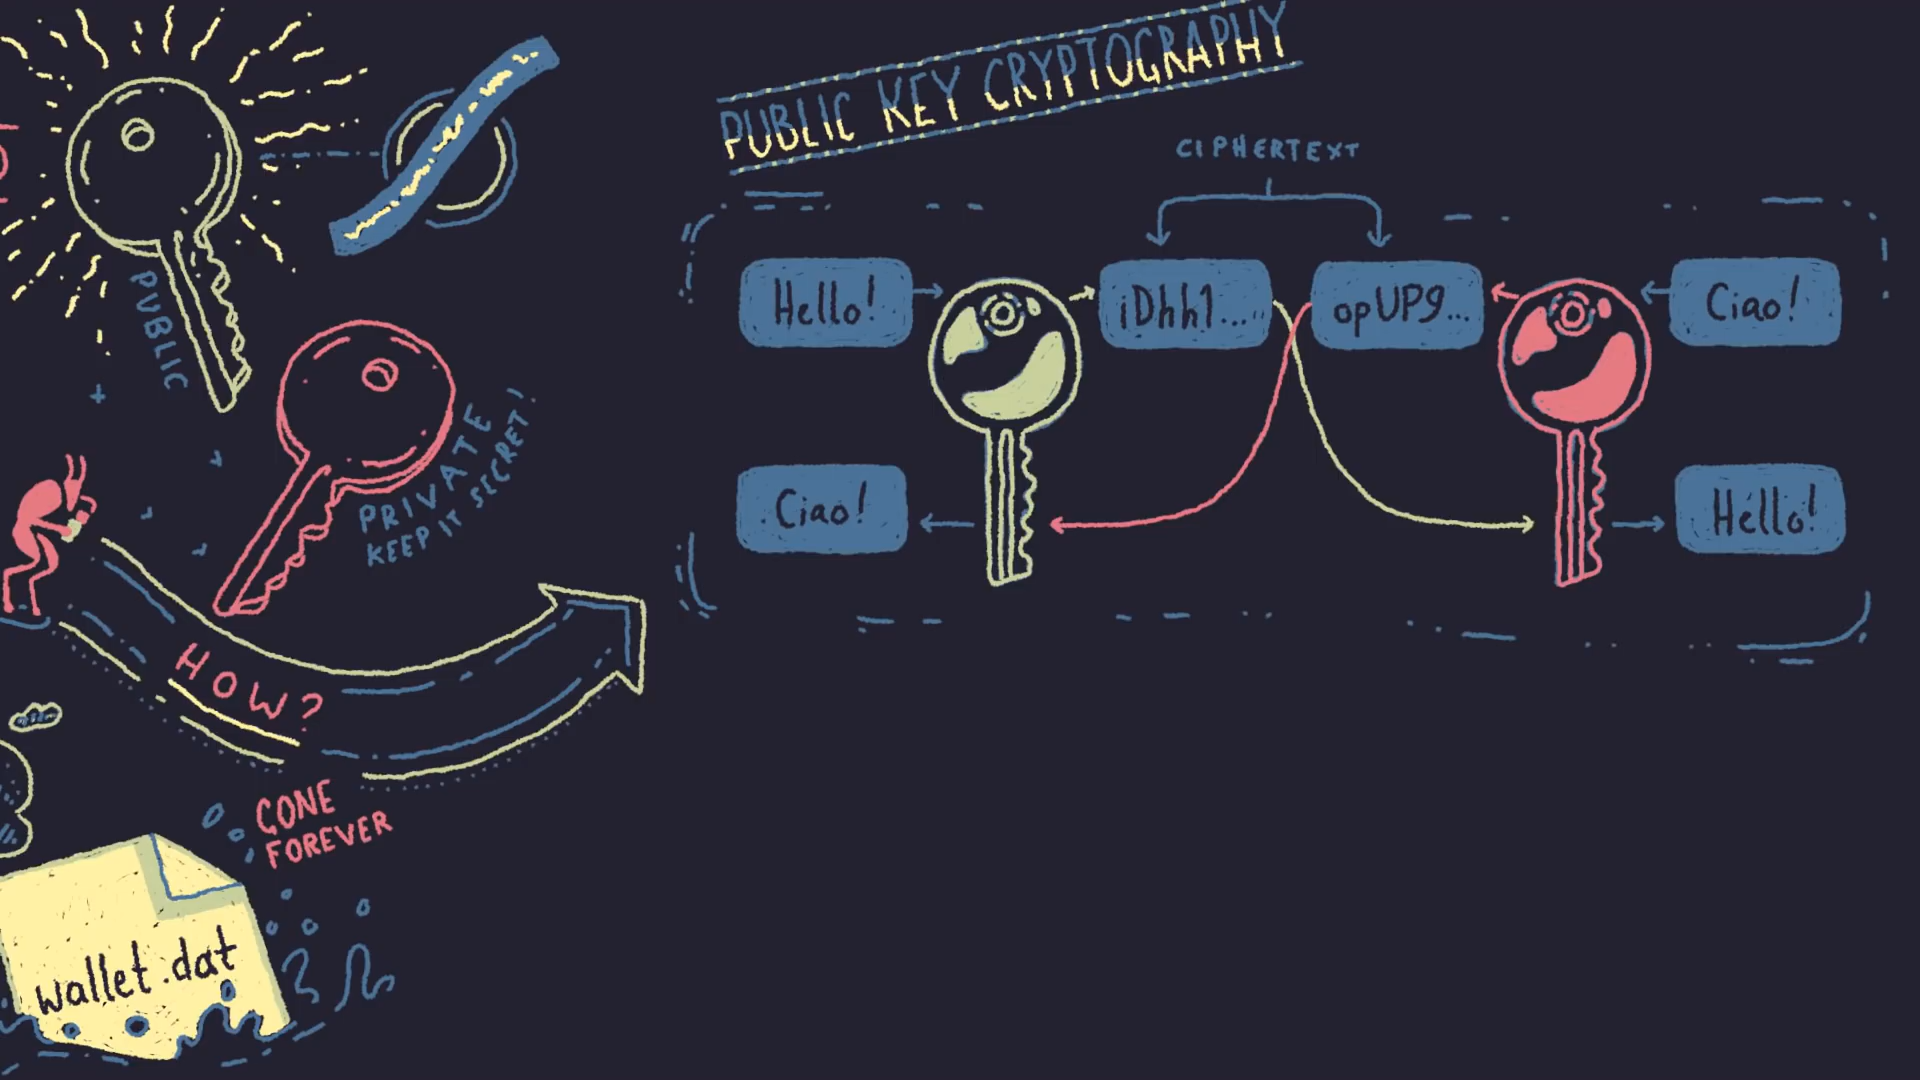 PUBLIC
PRIVATE
KEEP IT SECRET!
HOW?
GONE
FOREVER
wallet.dat
PUBLIC KEY CRYPTOGRAPHY
CIPHERTEXT
Hello!
iDhh1...
opUP9...
Ciao!
Ciao!
Hello!